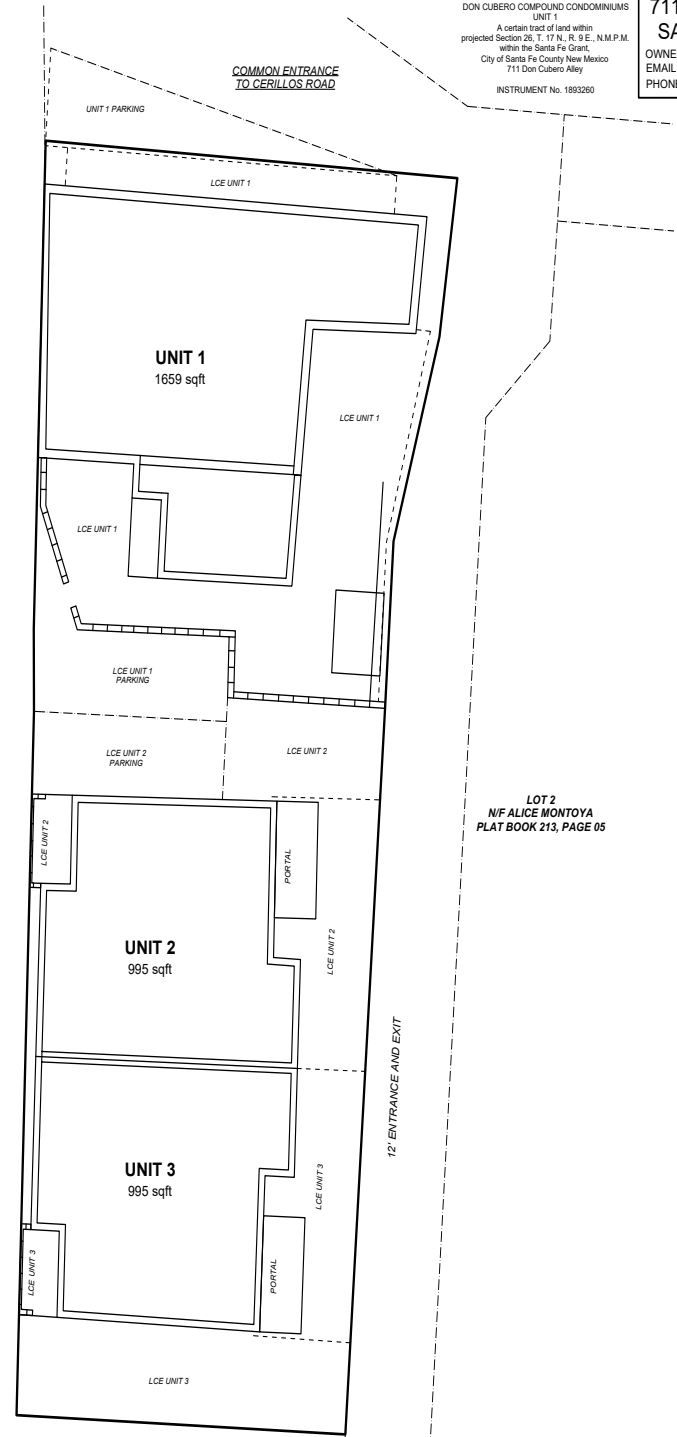 DON CUBERO COMPOUND CONDOMINIUMS
UNIT 1
A certain tract of land within
projected Section 26, T. 17 N., R. 9 E., N.M.P.M.
within the Santa Fe Grant,
City of Santa Fe County New Mexico
711 Don Cubero Alley
INSTRUMENT No. 1893260
711
SA
OWNE
EMAIL
PHONE
COMMON ENTRANCE
TO CERILLOS ROAD
UNIT 1 PARKING
LCE UNIT 1
UNIT 1
1659 sqft
LCE UNIT 1
LCE UNIT 1
LCE UNIT 1
PARKING
LCE UNIT 2
PARKING
LCE UNIT 2
LOT 2
N/F ALICE MONTOYA
PLAT BOOK 213, PAGE 05
LCE UNIT 2
PORTAL
UNIT 2
995 sqft
LCE UNIT 2
12' ENTRANCE AND EXIT
UNIT 3
995 sqft
LCE UNIT 3
LCE UNIT 3
PORTAL
LCE UNIT 3